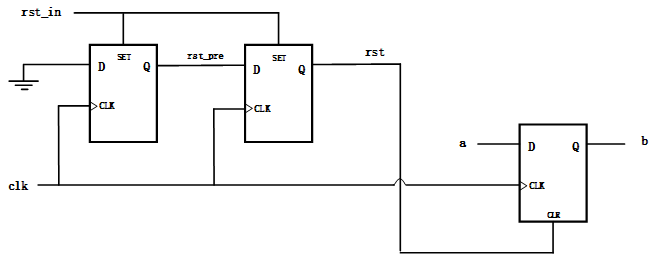 rst_in
SET
D
Q
CLK
rst_pre
SET
D
Q
CLK
rst
clk
a
D
Q
CLK
CLR
b